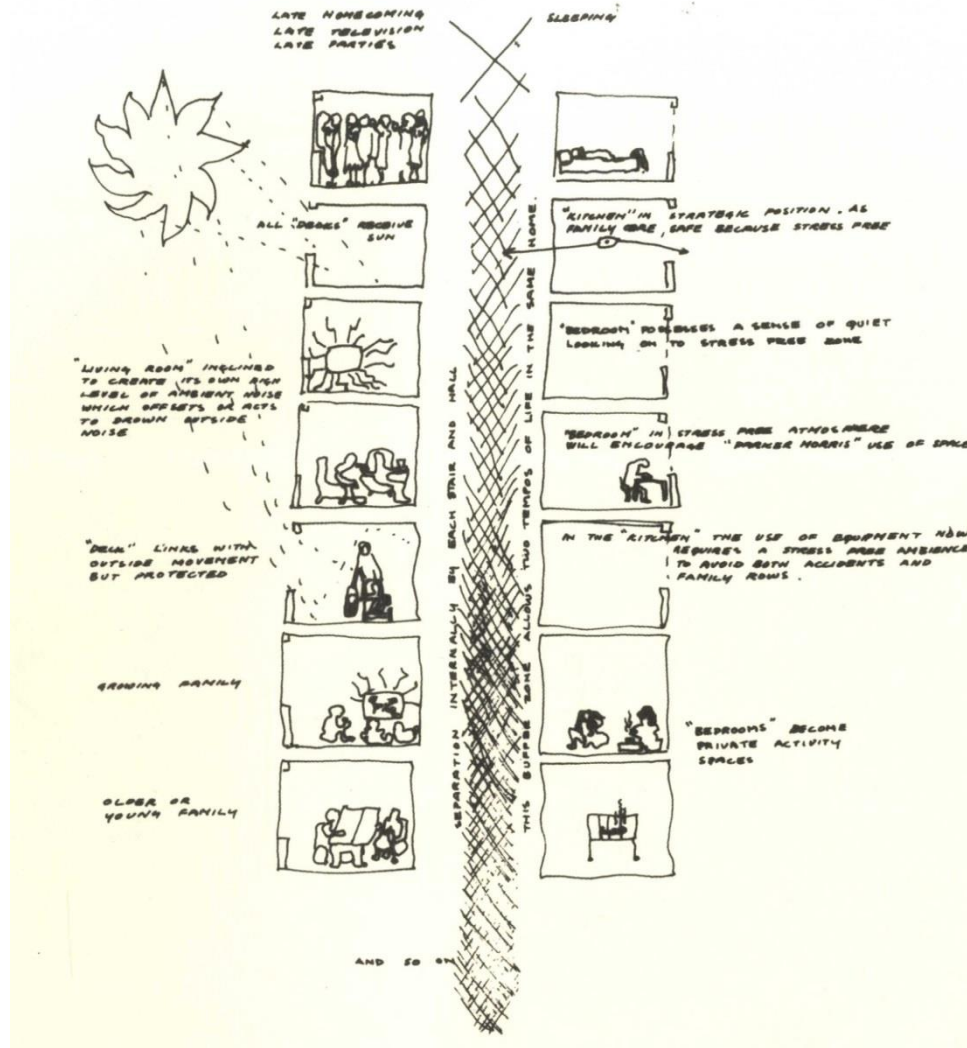 LATE HOMECOMING
LATE TELEVISION
LATE PARTIES
SLEEPING
ALL "DECKS" RECEIVE
SUN
"KITCHEN" IN STRATEGIC POSITION. AS
FAMILY CORE, SAFE BECAUSE STRESS FREE
"BEDROOM" POSSESSES A SENSE OF QUIET
LOOKING ON TO STRESS FREE ZONE
"LIVING ROOM" INCLINED
TO CREATE ITS OWN HIGH
LEVEL OF AMBIENT NOISE
WHICH OFFSETS OR ACTS
TO DROWN OUTSIDE
NOISE
"BEDROOM" IN STRESS FREE ATMOSPHERE
WILL ENCOURAGE "PARKER MORRIS" USE OF SPACE
"DECK" LINKS WITH
OUTSIDE MOVEMENT
BUT PROTECTED
IN THE "KITCHEN" THE USE OF EQUIPMENT NOW
REQUIRES A STRESS FREE AMBIENCE
TO AVOID BOTH ACCIDENTS AND
FAMILY ROWS.
GROWING FAMILY
"BEDROOMS" BECOME
PRIVATE ACTIVITY
SPACES
OLDER OR
YOUNG FAMILY
SEPARATION INTERNALLY BY EACH STAIR AND HALL
THIS BUFFER ZONE ALLOWS TWO TEMPOS OF LIFE IN THE SAME HOME.
AND SO ON